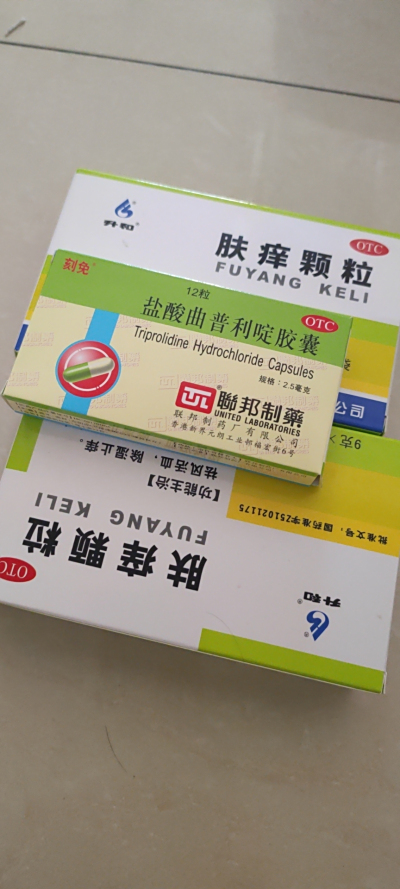 升和
肤痒颗粒
OTC
FUYANG KELI
刻免
12粒
盐酸曲普利啶胶囊
OTC
Triprolidine Hydrochloride Capsules
规格：2.5毫克
聯邦制藥
UNITED LABORATORIES
联邦制药厂有限公司
香港新界元朗工业邨福宏街6号
公司
9克×
批准文号：国药准字Z51021175
【功能主治】
祛风活血，除湿止痒。
FUYANG KELI
肤痒颗粒
OTC
升和